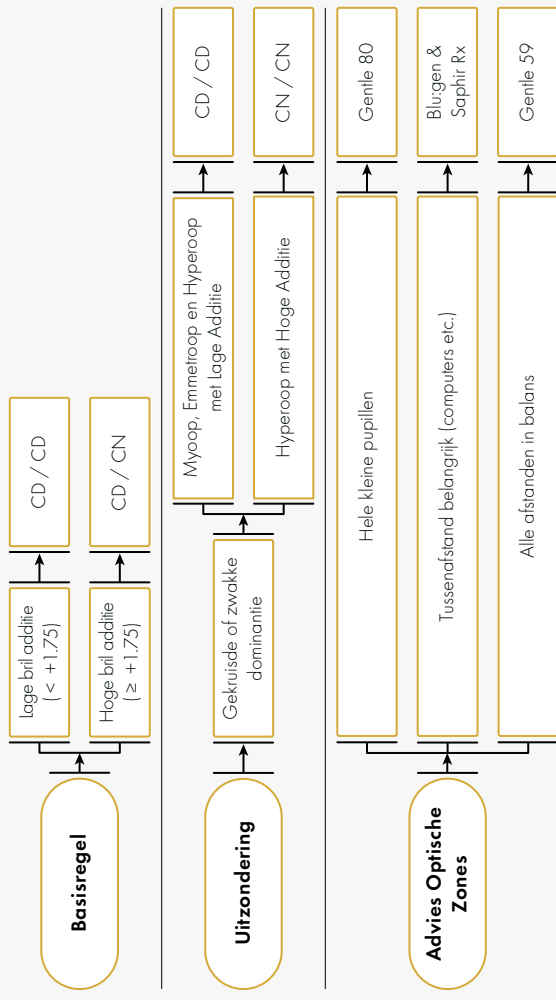 Basisregel
Lage bril additie
( < +1.75)
CD / CD
Hoge bril additie
( ≥ +1.75)
CD / CN
Uitzondering
Gekruisde of zwakke
dominantie
Myoop, Emmetroop en Hyperoop
met Lage Additie
CD / CD
Hyperoop met Hoge Additie
CN / CN
Advies Optische
Zones
Hele kleine pupillen
Gentle 80
Tussenafstand belangrijk (computers etc.)
Blu:gen &
Saphir Rx
Alle afstanden in balans
Gentle 59